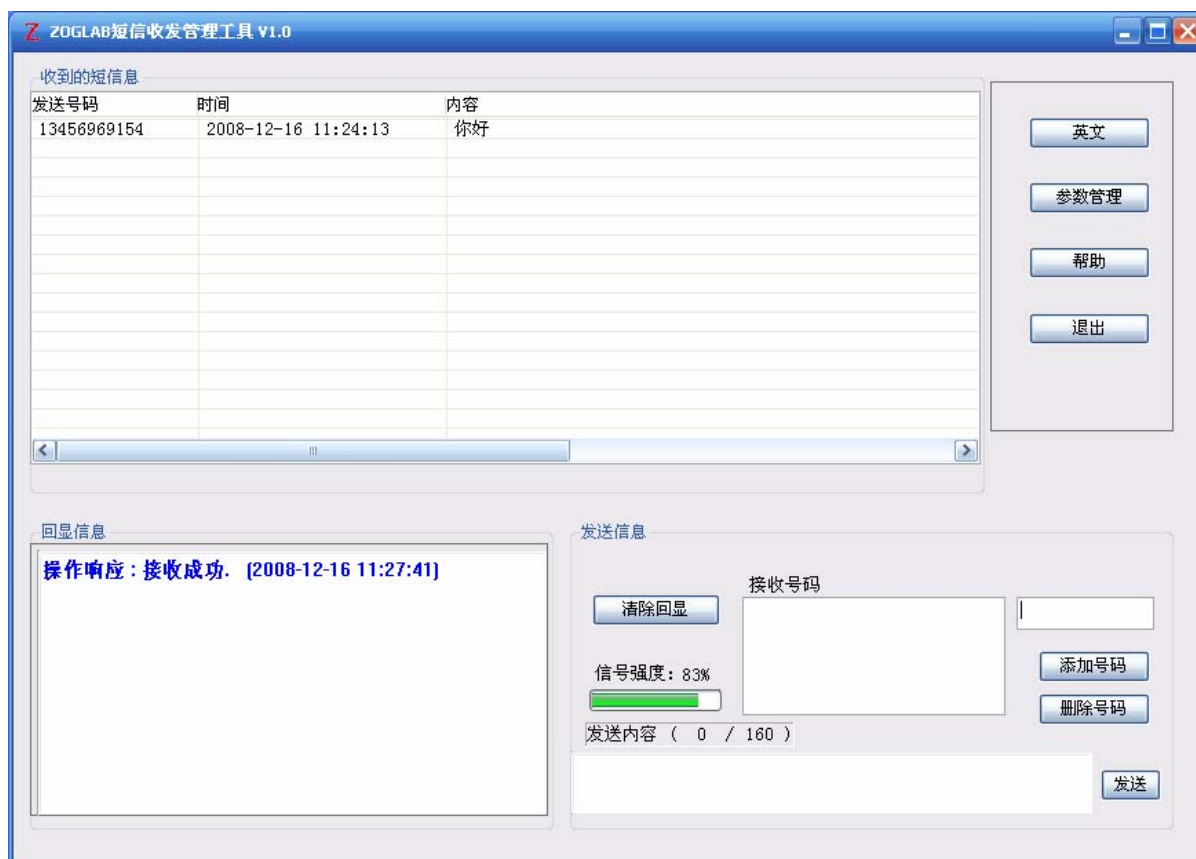 ZOGLAB短信收发管理工具 V1.0
收到的短信息
发送号码 时间 内容
13456969154 2008-12-16 11:24:13 你好
英文
参数管理
帮助
退出
回显信息
操作响应：接收成功. (2008-12-16 11:27:41)
发送信息
清除回显
接收号码
信号强度: 83%
添加号码
删除号码
发送内容 ( 0 / 160 )
发送